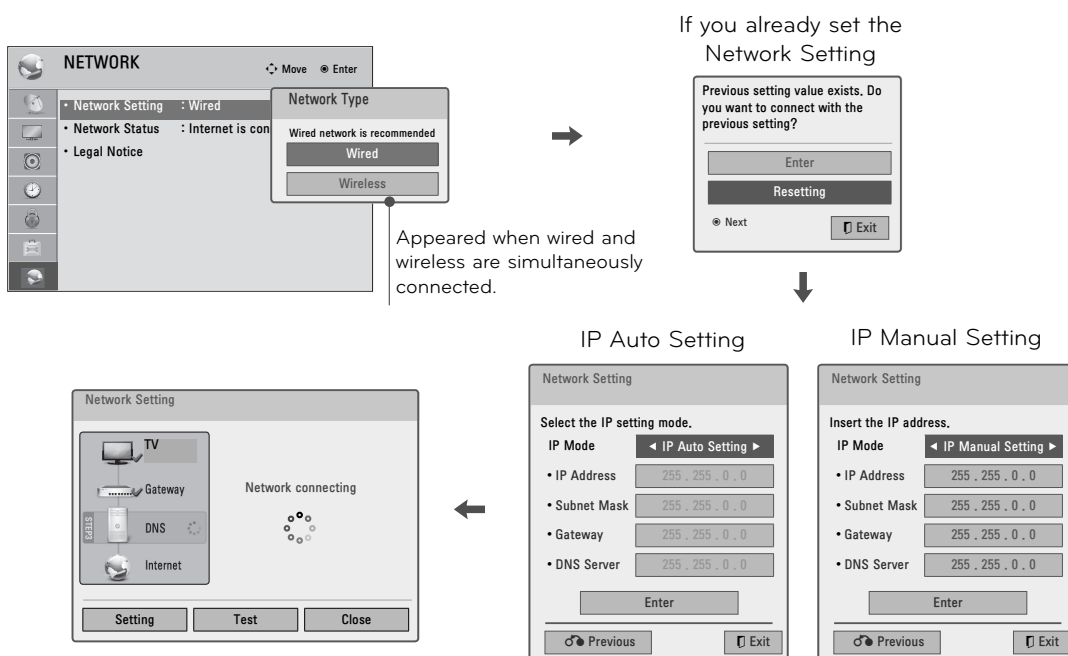 If you already set the
Network Setting
NETWORK
Move
Enter
• Network Setting : Wired
• Network Status : Internet is con
• Legal Notice
Network Type
Wired network is recommended
Wired
Wireless
Appeared when wired and
wireless are simultaneously
connected.
Previous setting value exists. Do
you want to connect with the
previous setting?
Enter
Resetting
Next
Exit
IP Auto Setting
Network Setting
Select the IP setting mode.
IP Mode ◄ IP Auto Setting ►
• IP Address 255 . 255 . 0 . 0
• Subnet Mask 255 . 255 . 0 . 0
• Gateway 255 . 255 . 0 . 0
• DNS Server 255 . 255 . 0 . 0
Enter
Previous
Exit
IP Manual Setting
Network Setting
Insert the IP address.
IP Mode ◄ IP Manual Setting ►
• IP Address 255 . 255 . 0 . 0
• Subnet Mask 255 . 255 . 0 . 0
• Gateway 255 . 255 . 0 . 0
• DNS Server 255 . 255 . 0 . 0
Enter
Previous
Exit
Network Setting
TV
Gateway
STEP3
DNS
Internet
Network connecting
Setting
Test
Close